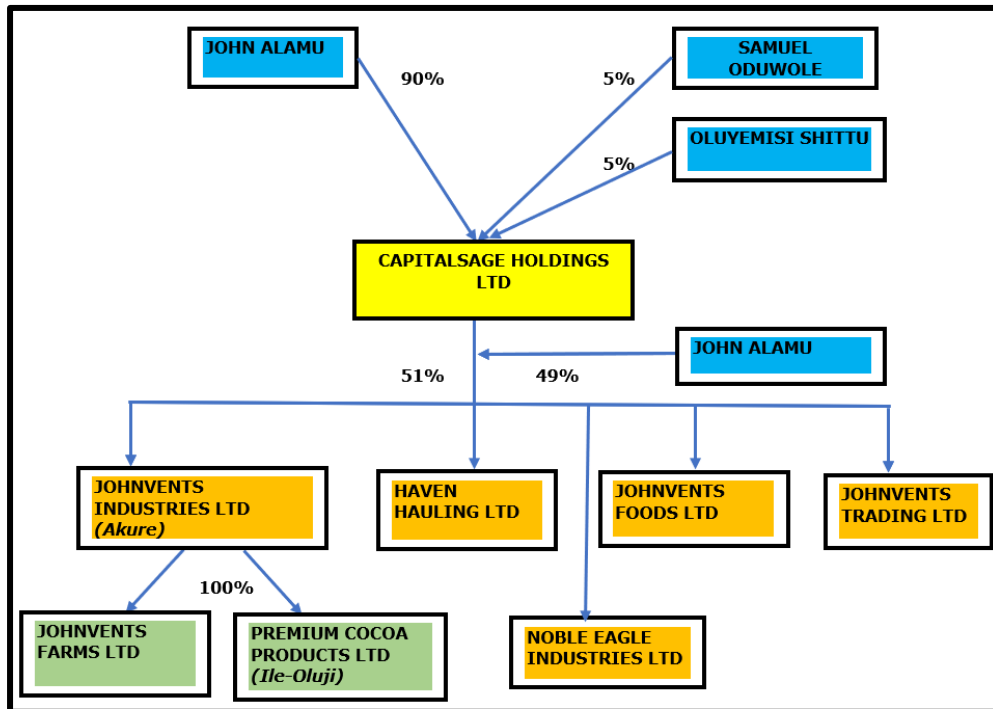 JOHN ALAMU
SAMUEL
ODUWOLE
90%
5%
OLUYEMISI SHITTU
5%
CAPITALSAGE HOLDINGS
LTD
JOHN ALAMU
51%
49%
JOHNVENTS
INDUSTRIES LTD
(Akure)
HAVEN
HAULING LTD
JOHNVENTS
FOODS LTD
JOHNVENTS
TRADING LTD
100%
JOHNVENTS
FARMS LTD
PREMIUM COCOA
PRODUCTS LTD
(Ile-Oluji)
NOBLE EAGLE
INDUSTRIES LTD